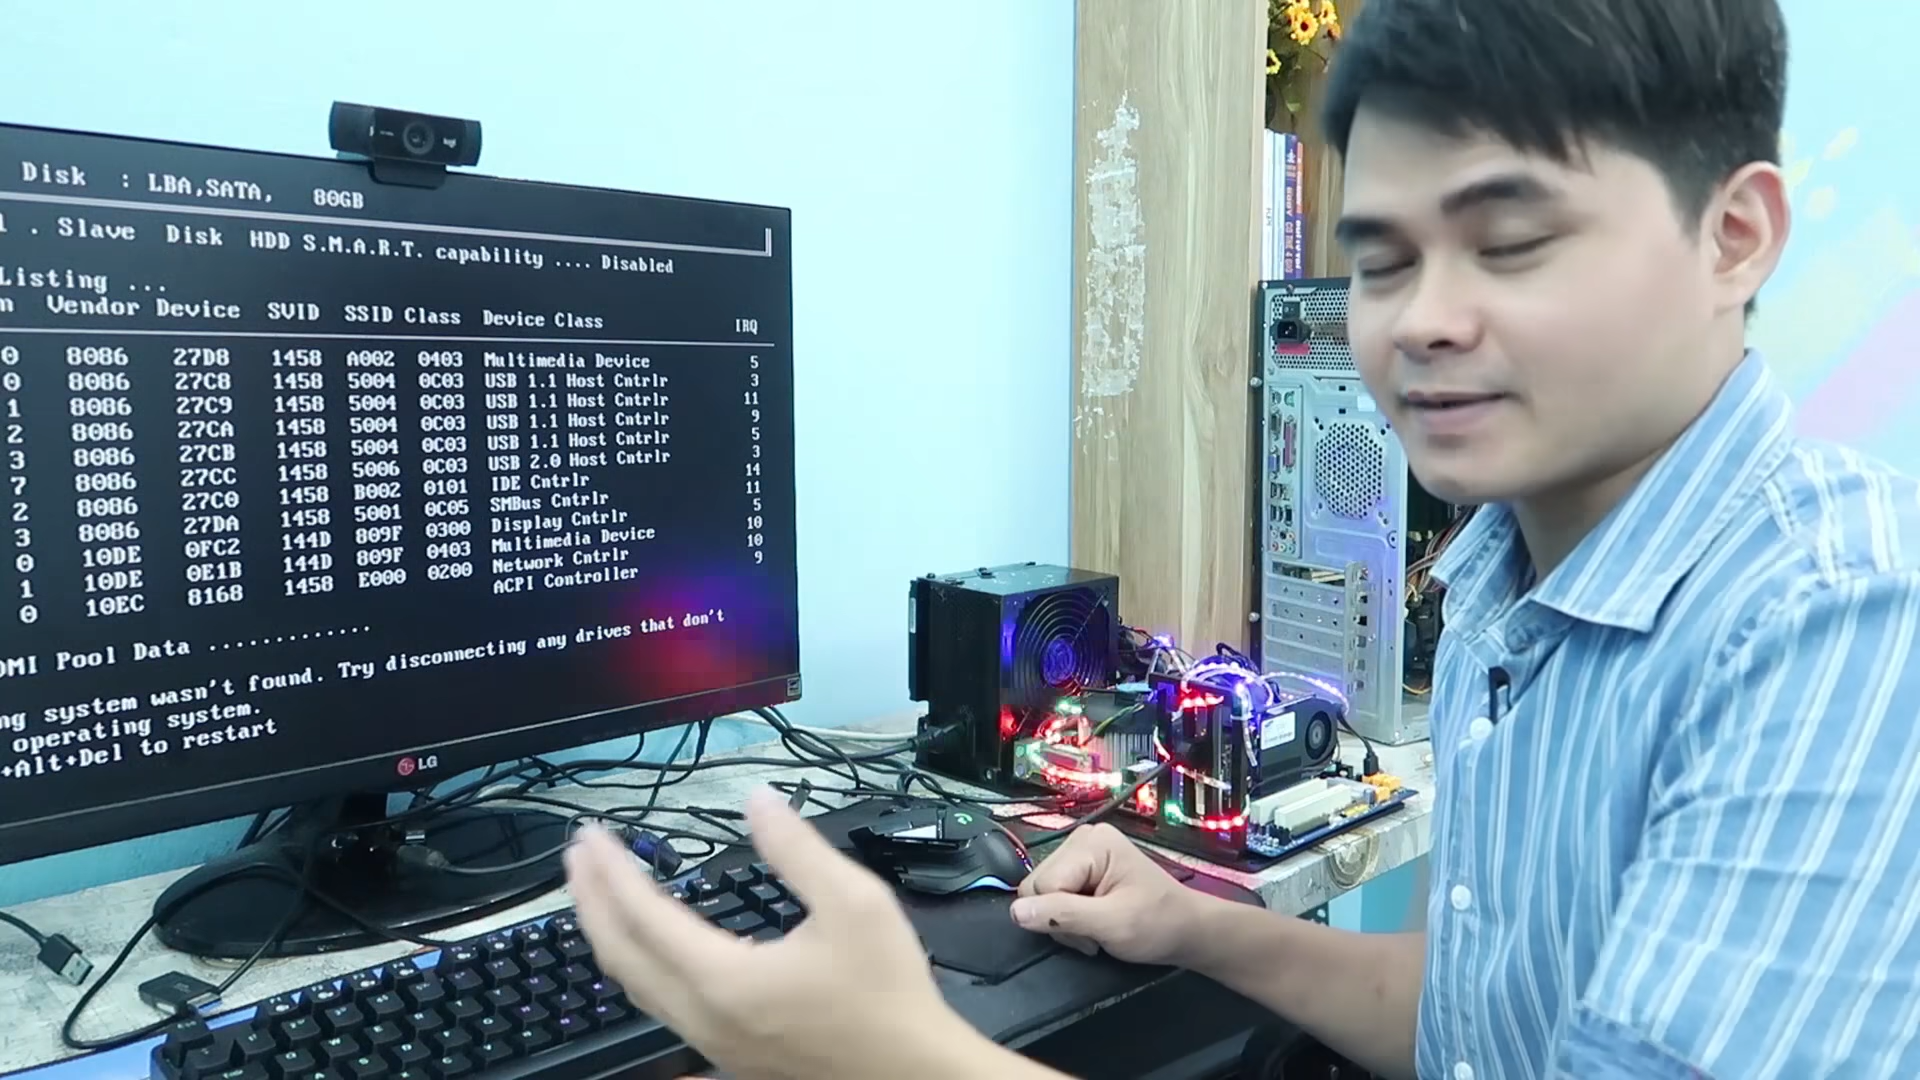 Disk : LBA,SATA, 80GB
. Slave Disk HDD S.M.A.R.T. capability .... Disabled
Listing ...
Vendor Device SVID SSID Class Device Class IRQ
0 8086 27D8 1458 A002 0403 Multimedia Device 5
0 8086 27C8 1458 5004 0C03 USB 1.1 Host Cntrlr 3
1 8086 27C9 1458 5004 0C03 USB 1.1 Host Cntrlr 11
2 8086 27CA 1458 5004 0C03 USB 1.1 Host Cntrlr 9
3 8086 27CB 1458 5004 0C03 USB 1.1 Host Cntrlr 5
7 8086 27CC 1458 5006 0C03 USB 2.0 Host Cntrlr 3
2 8086 27C0 1458 B002 0101 IDE Cntrlr 14
3 8086 27DA 1458 5001 0C05 SMBus Cntrlr 11
0 10DE 0FC2 144D 809F 0300 Display Cntrlr 5
1 10DE 0E1B 144D 809F 0403 Multimedia Device 10
0 10EC 8168 1458 E000 0200 Network Cntrlr 10
ACPI Controller 9
DMI Pool Data .............
ng system wasn't found. Try disconnecting any drives that don't
operating system.
+Alt+Del to restart
LG
logi